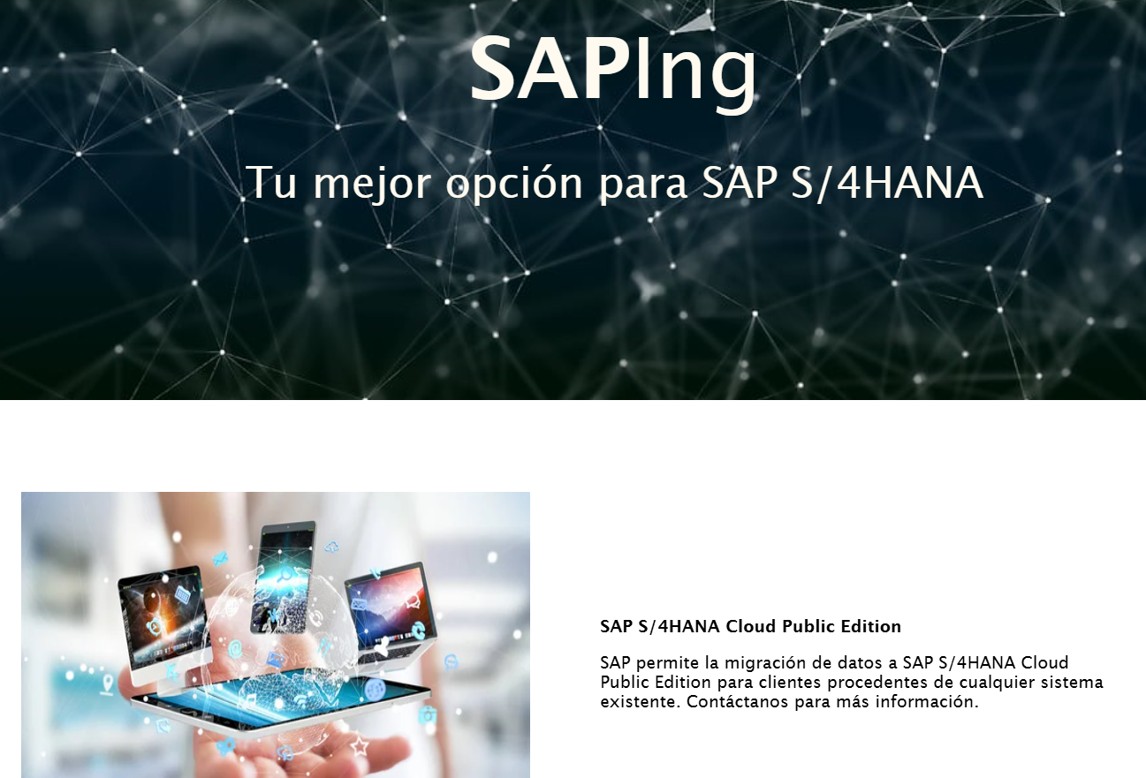 SAPIng
Tu mejor opción para SAP S/4HANA
SAP S/4HANA Cloud Public Edition
SAP permite la migración de datos a SAP S/4HANA Cloud
Public Edition para clientes procedentes de cualquier sistema
existente. Contáctanos para más información.